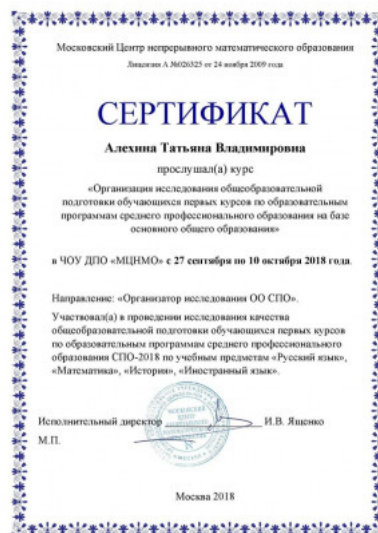 Московский Центр непрерывного математического образования
Лицензия А №026325 от 24 ноября 2009 года
СЕРТИФИКАТ
Алехина Татьяна Владимировна
прослушал(а) курс
«Организация исследования общеобразовательной
подготовки обучающихся первых курсов по образовательным
программам среднего профессионального образования на базе
основного общего образования»
в ЧОУ ДПО «МЦНМО» с 27 сентября по 10 октября 2018 года.
Направление: «Организатор исследования ОО СПО».
Участвовал(а) в проведении исследования качества
общеобразовательной подготовки обучающихся первых курсов
по образовательным программам среднего профессионального
образования СПО-2018 по учебным предметам «Русский язык»,
«Математика», «История», «Иностранный язык».
Исполнительный директор И.В. Ященко
М.П.
Москва 2018